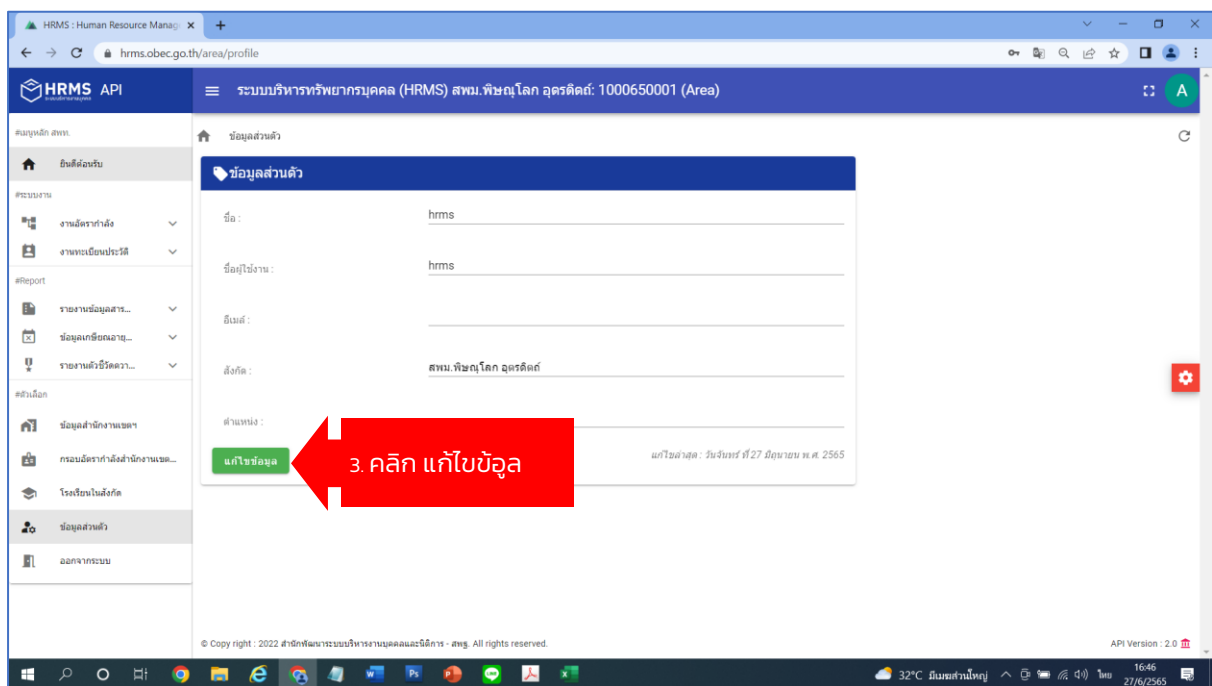 HRMS : Human Resource Manag
hrms.obec.go.th/area/profile
HRMS API
ระบบบริหารทรัพยากรบุคคล (HRMS) สพม.พิษณุโลก อุตรดิตถ์: 1000650001 (Area)
A
#เมนูหลัก สพท.
ข้อมูลส่วนตัว
ยินดีต้อนรับ
ข้อมูลส่วนตัว
#ระบบงาน
ชื่อ :
hrms
งานอัตรากำลัง
งานทะเบียนประวัติ
ชื่อผู้ใช้งาน :
hrms
#Report
รายงานข้อมูลสาร...
อีเมล์ :
ข้อมูลเกษียณอายุ...
รายงานตัวชี้วัดควา...
สังกัด :
สพม.พิษณุโลก อุตรดิตถ์
#ตัวเลือก
ข้อมูลสำนักงานเขตฯ
ตำแหน่ง :
กรอบอัตรากำลังสำนักงานเขต...
แก้ไขข้อมูล
3. คลิก แก้ไขข้อูล
แก้ไขล่าสุด : วันจันทร์ ที่ 27 มิถุนายน พ.ศ. 2565
โรงเรียนในสังกัด
ข้อมูลส่วนตัว
ออกจากระบบ
© Copy right : 2022 สำนักพัฒนาระบบบริหารงานบุคคลและนิติการ - สพฐ. All rights reserved.
API Version : 2.0
32°C มีเมฆส่วนใหญ่
ไทย
16:46
27/6/2565